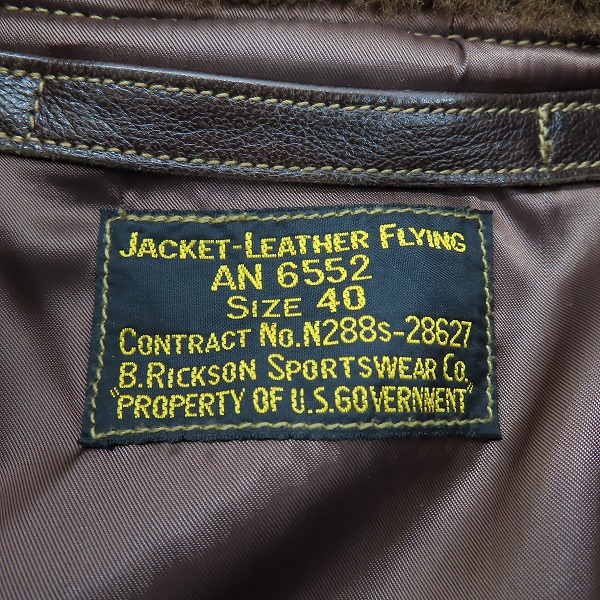 JACKET-LEATHER FLYING
AN 6552
SIZE 40
CONTRACT NO.N288S-28627
B.RICKSON SPORTSWEAR CO.
"PROPERTY OF U.S.GOVERNMENT"